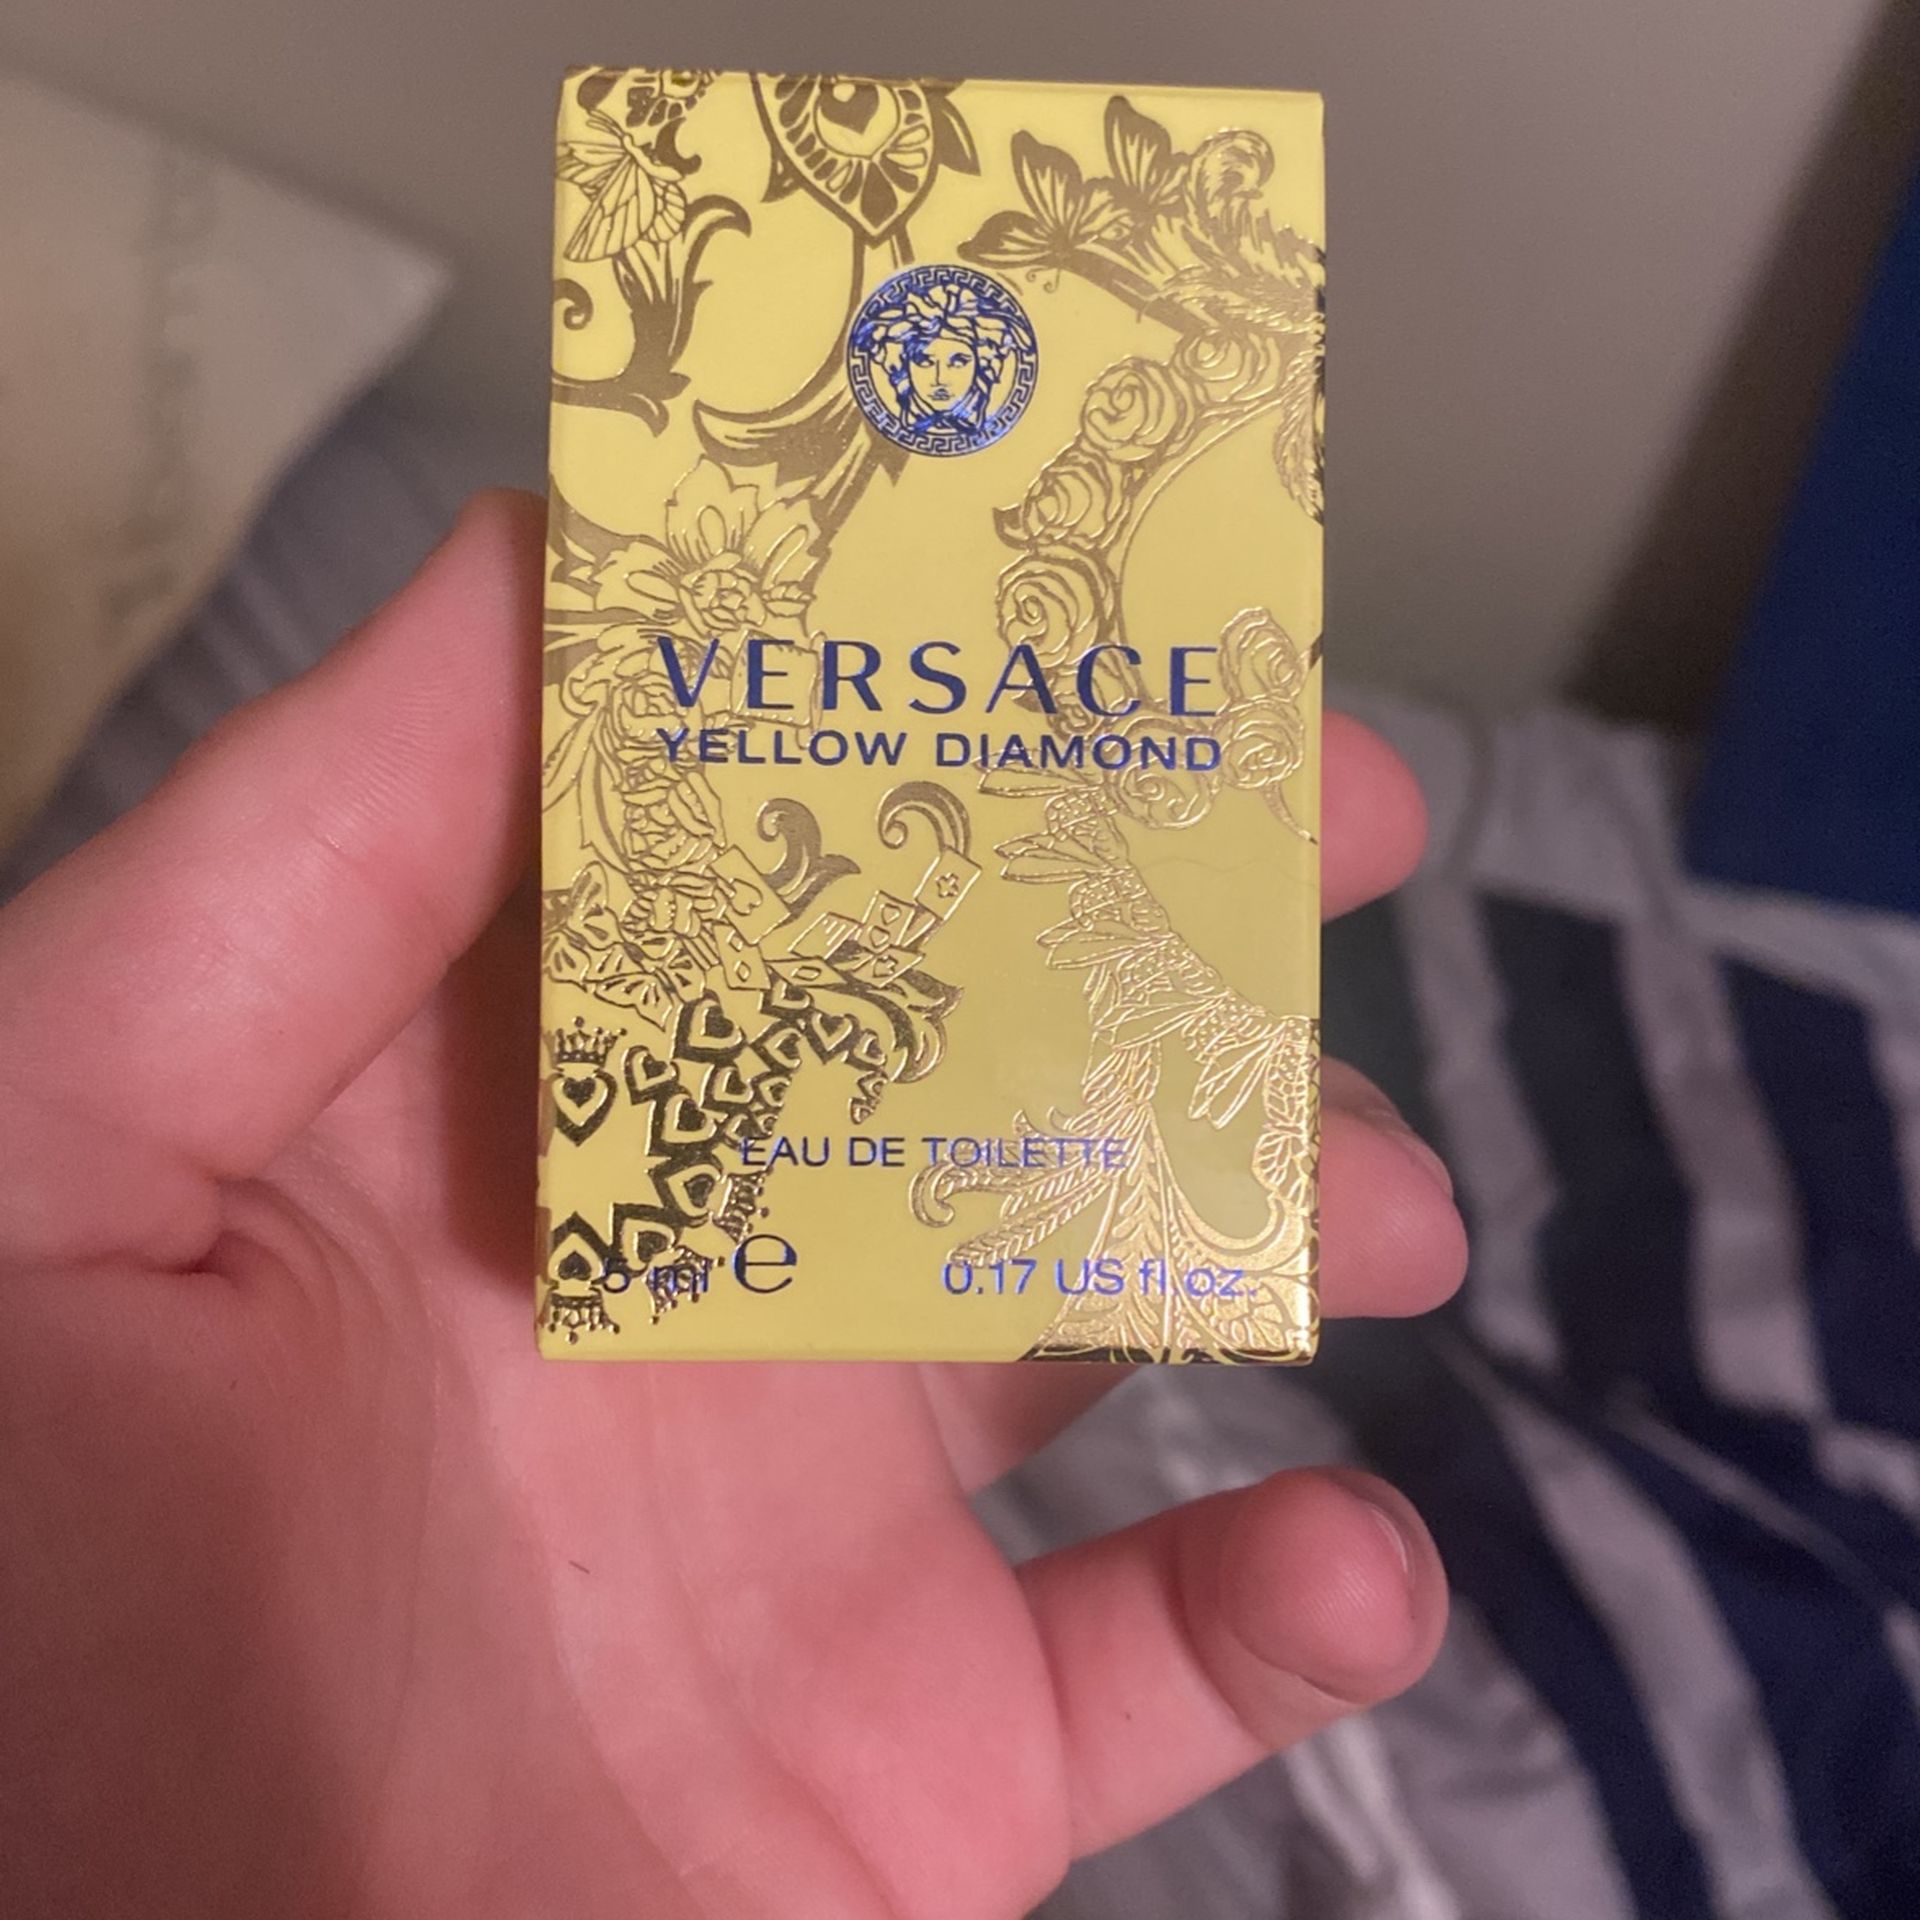 VERSACE
YELLOW DIAMOND
EAU DE TOILETTE
5 ml e 0.17 US fl.oz.